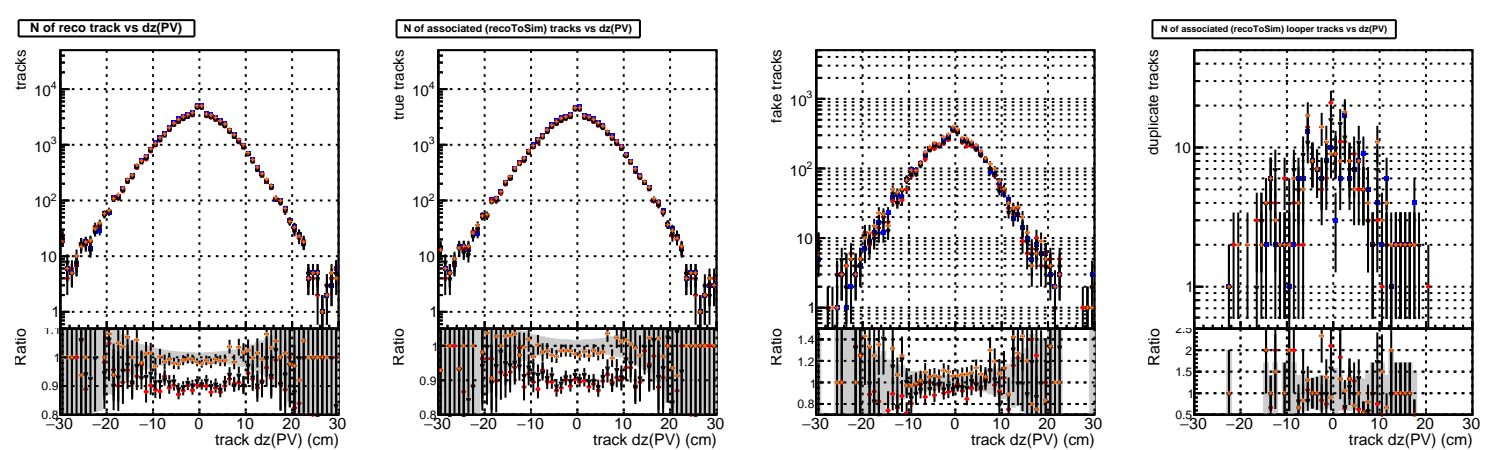 N of reco track vs dz(PV)
tracks
10⁴
10³
10²
10
1
Ratio
1.1
1
0.9
0.8
−30 −20 −10 0 10 20 30
track dz(PV) (cm)
N of associated (recoToSim) tracks vs dz(PV)
true tracks
10⁴
10³
10²
10
1
Ratio
1
0.9
0.8
−30 −20 −10 0 10 20 30
track dz(PV) (cm)
fake tracks
10³
10²
10
1
Ratio
1.4
1.2
1.0
0.8
−30 −20 −10 0 10 20 30
track dz(PV) (cm)
N of associated (recoToSim) looper tracks vs dz(PV)
duplicate tracks
10
1
Ratio
2.5
2
1.5
1
0.5
−30 −20 −10 0 10 20 30
track dz(PV) (cm)